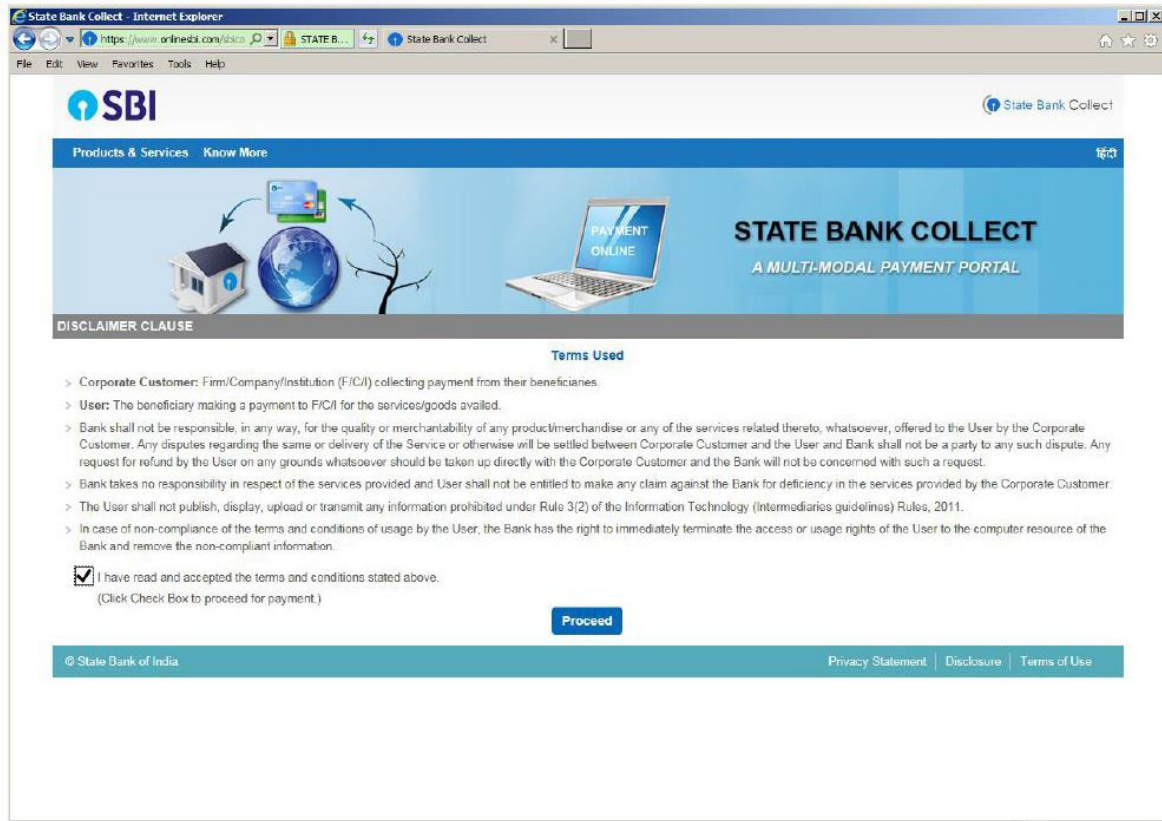 State Bank Collect - Internet Explorer
https://www.onlinesbi.com/sbico STATE B... State Bank Collect
File Edit View Favorites Tools Help
SBI State Bank Collect
Products & Services Know More हिंदी
PAYMENT
ONLINE
STATE BANK COLLECT
A MULTI-MODAL PAYMENT PORTAL
DISCLAIMER CLAUSE
Terms Used
> Corporate Customer: Firm/Company/Institution (F/C/I) collecting payment from their beneficiaries.
> User: The beneficiary making a payment to F/C/I for the services/goods availed.
> Bank shall not be responsible, in any way, for the quality or merchantability of any product/merchandise or any of the services related thereto, whatsoever, offered to the User by the Corporate
Customer. Any disputes regarding the same or delivery of the Service or otherwise will be settled between Corporate Customer and the User and Bank shall not be a party to any such dispute. Any
request for refund by the User on any grounds whatsoever should be taken up directly with the Corporate Customer and the Bank will not be concerned with such a request.
> Bank takes no responsibility in respect of the services provided and User shall not be entitled to make any claim against the Bank for deficiency in the services provided by the Corporate Customer.
> The User shall not publish, display, upload or transmit any information prohibited under Rule 3(2) of the Information Technology (Intermediaries guidelines) Rules, 2011.
> In case of non-compliance of the terms and conditions of usage by the User, the Bank has the right to immediately terminate the access or usage rights of the User to the computer resource of the
Bank and remove the non-compliant information.
I have read and accepted the terms and conditions stated above.
(Click Check Box to proceed for payment.)
Proceed
© State Bank of India Privacy Statement | Disclosure | Terms of Use